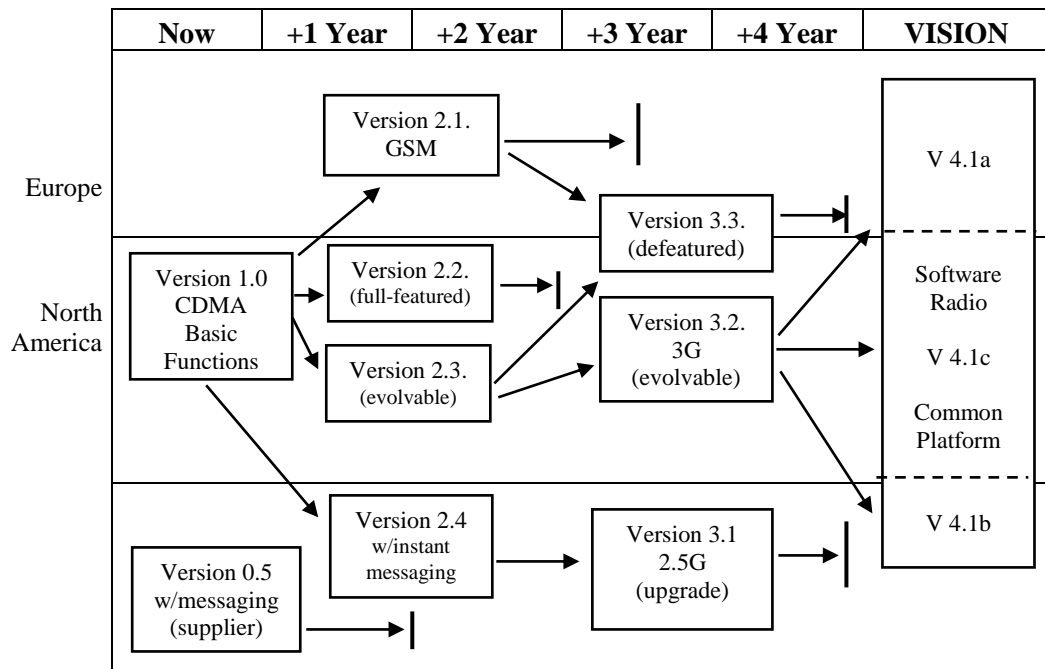 Now +1 Year +2 Year +3 Year +4 Year VISION
Europe
Version 2.1.
GSM
Version 3.3.
(defeatured)
V 4.1a
North
America
Version 1.0
CDMA
Basic
Functions
Version 2.2.
(full-featured)
Version 2.3.
(evolvable)
Version 3.2.
3G
(evolvable)
Software
Radio
V 4.1c
Common
Platform
Version 0.5
w/messaging
(supplier)
Version 2.4
w/instant
messaging
Version 3.1
2.5G
(upgrade)
V 4.1b